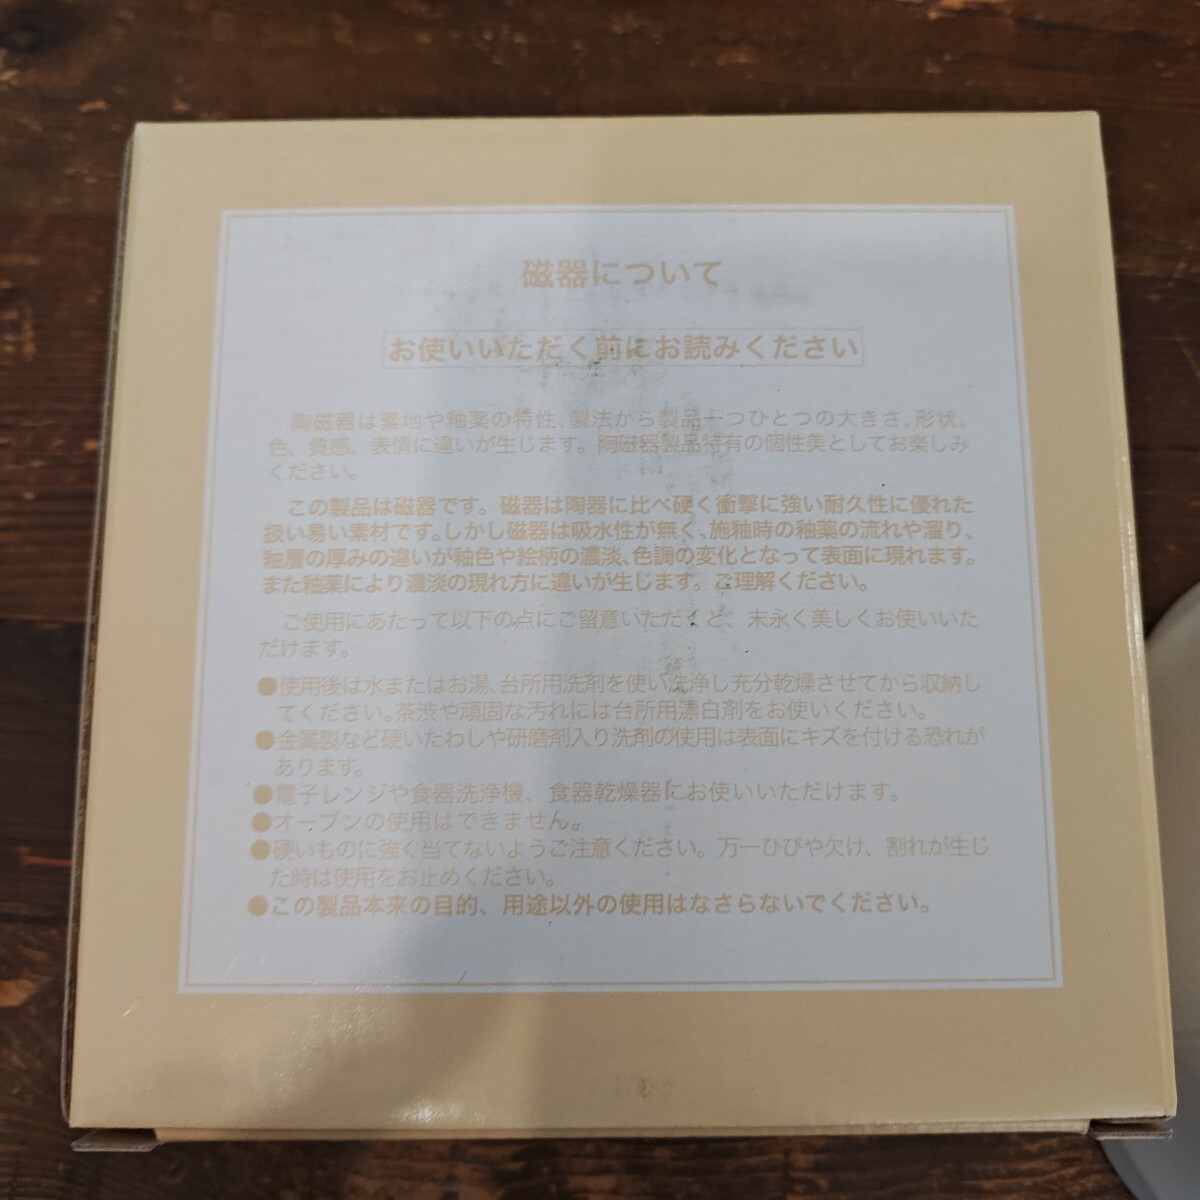 磁器について
お使いいただく前にお読みください
陶磁器は素地や釉薬の特性、製法から製品一つひとつの大きさ、形状、
色、質感、表情に違いが生じます。陶磁器製品特有の個性美としてお楽しみ
ください。
この製品は磁器です。磁器は陶器に比べ硬く衝撃に強い耐久性に優れた
扱い易い素材です。しかし磁器は吸水性が無く、施釉時の釉薬の流れや溜り、
釉層の厚みの違いが釉色や絵柄の濃淡、色調の変化となって表面に現れます。
また釉薬により濃淡の現れ方に違いが生じます。ご理解ください。
ご使用にあたって以下の点にご留意いただくと、末永く美しくお使いいた
だけます。
●使用後は水またはお湯、台所用洗剤を使い洗浄し充分乾燥させてから収納し
てください。茶渋や頑固な汚れには台所用漂白剤をお使いください。
●金属製など硬いたわしや研磨剤入り洗剤の使用は表面にキズを付ける恐れが
あります。
●電子レンジや食器洗浄機、食器乾燥器にお使いいただけます。
●オーブンの使用はできません。
●硬いものに強く当てないようご注意ください。万一ひびや欠け、割れが生じ
た時は使用をお止めください。
●この製品本来の目的、用途以外の使用はなさらないでください。